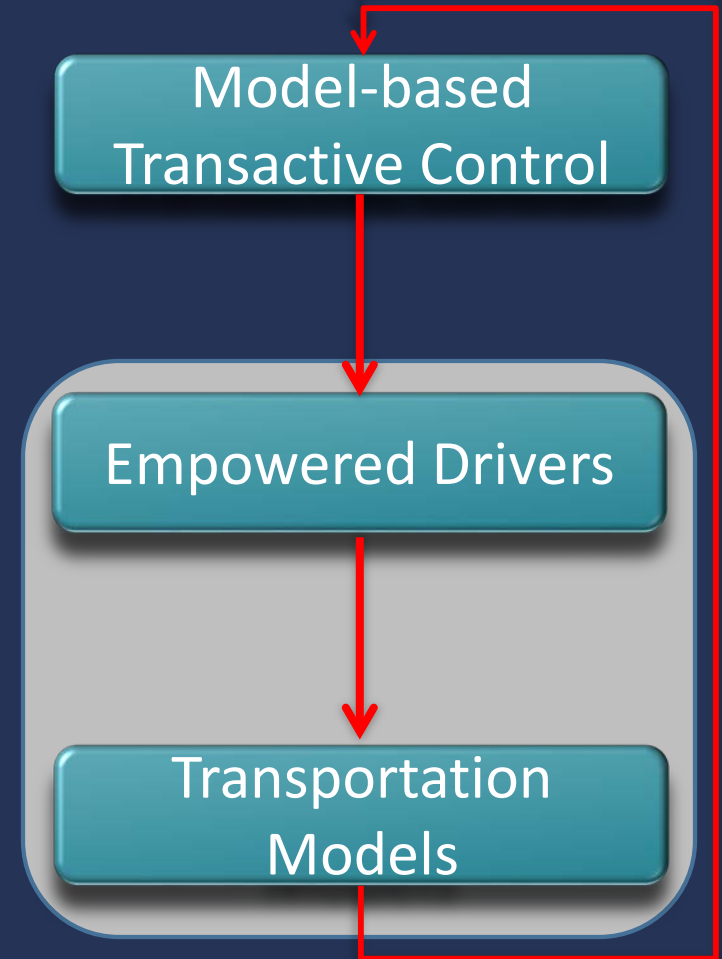 Model-based
Transactive Control
Empowered Drivers
Transportation
Models